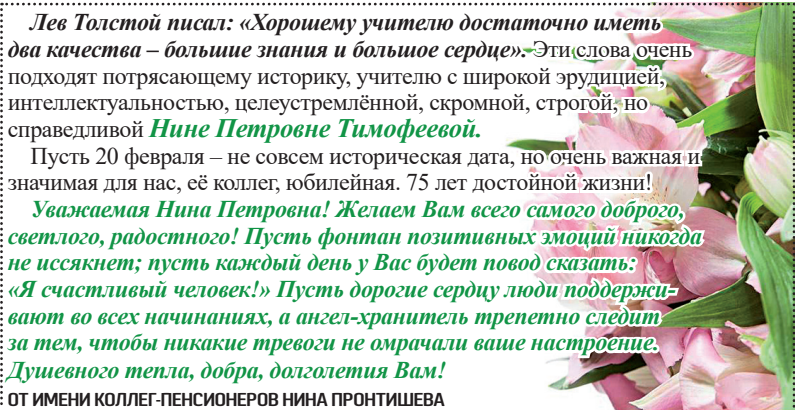 Лев Толстой писал: «Хорошему учителю достаточно иметь
два качества – большие знания и большое сердце». Эти слова очень
подходят потрясающему историку, учителю с широкой эрудицией,
интеллектуальностью, целеустремлённой, скромной, строгой, но
справедливой Нине Петровне Тимофеевой.
Пусть 20 февраля – не совсем историческая дата, но очень важная и
значимая для нас, её коллег, юбилейная. 75 лет достойной жизни!
Уважаемая Нина Петровна! Желаем Вам всего самого доброго,
светлого, радостного! Пусть фонтан позитивных эмоций никогда
не иссякнет; пусть каждый день у Вас будет повод сказать:
«Я счастливый человек!» Пусть дорогие сердцу люди поддержи-
вают во всех начинаниях, а ангел-хранитель трепетно следит
за тем, чтобы никакие тревоги не омрачали ваше настроение.
Душевного тепла, добра, долголетия Вам!
ОТ ИМЕНИ КОЛЛЕГ-ПЕНСИОНЕРОВ НИНА ПРОНТИШЕВА